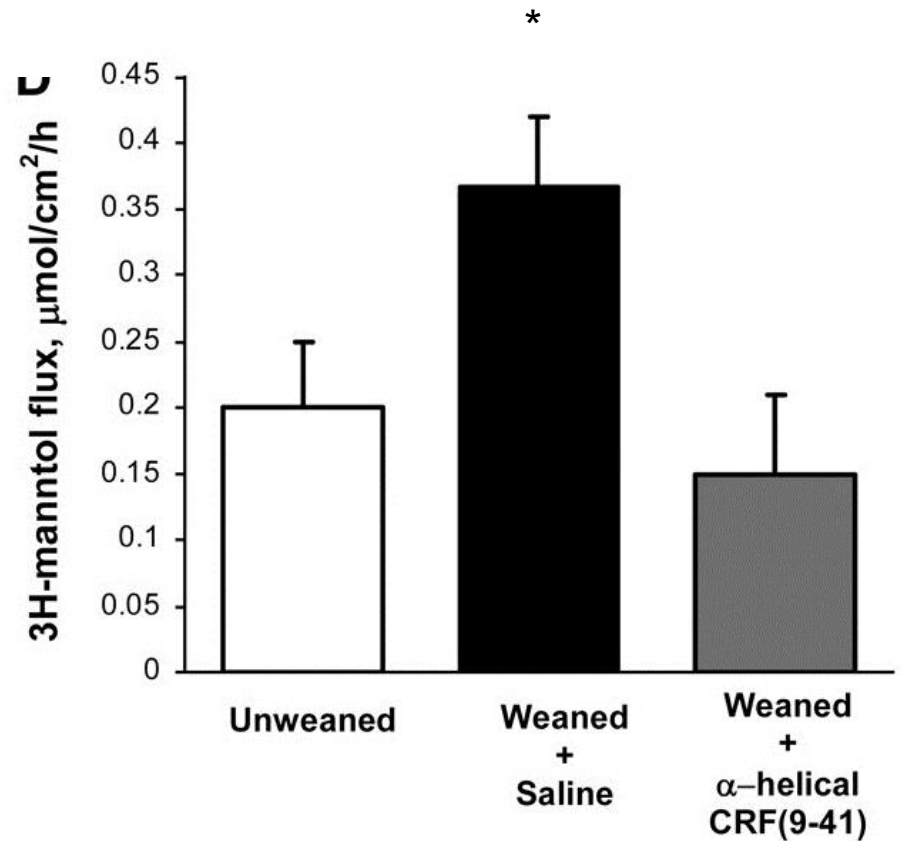 *
0.45
0.4
0.35
0.3
0.25
0.2
0.15
0.1
0.05
0
3H-manntol flux, μmol/cm²/h
Unweaned
Weaned
+
Saline
Weaned
+
α–helical
CRF(9-41)